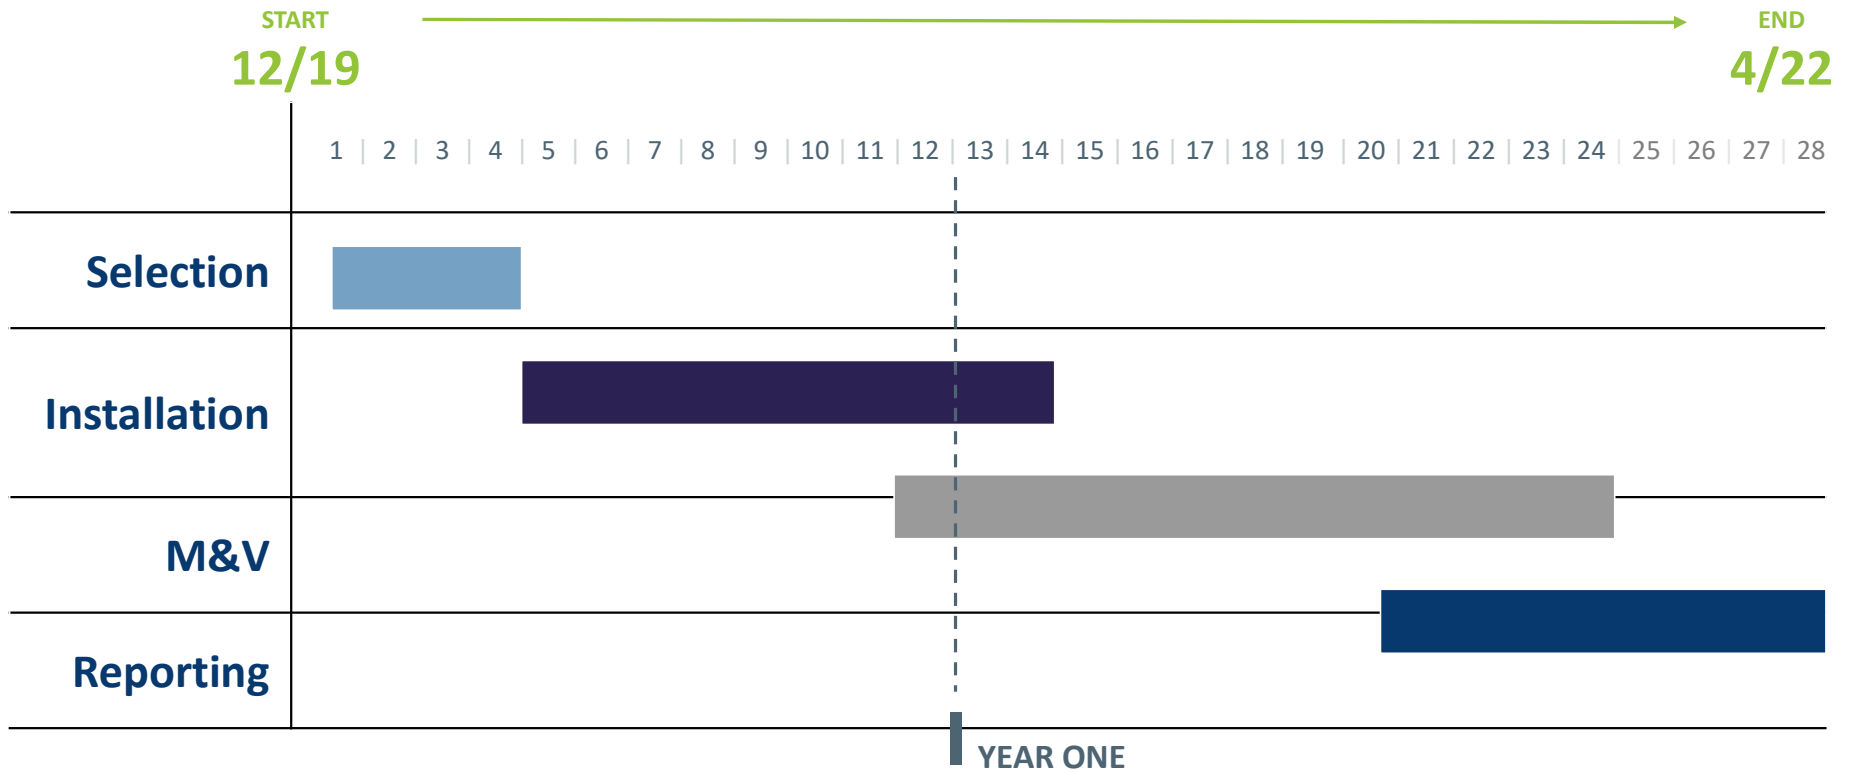 START
END
12/19
4/22
1 | 2 | 3 | 4 | 5 | 6 | 7 | 8 | 9 | 10 | 11 | 12 | 13 | 14 | 15 | 16 | 17 | 18 | 19 | 20 | 21 | 22 | 23 | 24 | 25 | 26 | 27 | 28
Selection
Installation
M&V
Reporting
YEAR ONE